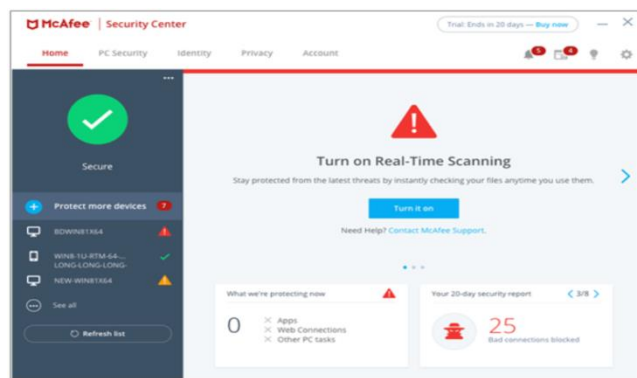 McAfee | Security Center
Trial: Ends in 20 days — Buy now
Home PC Security Identity Privacy Account
5 4
Secure
Protect more devices 7
BDWIN81X64
WIN8-1U-RTM-64-...
LONG-LONG-LONG-
NEW-WIN81X64
See all
Refresh list
Turn on Real-Time Scanning
Stay protected from the latest threats by instantly checking your files anytime you use them.
Turn it on
Need Help? Contact McAfee Support.
What we're protecting now
0
Apps
Web Connections
Other PC tasks
Your 20-day security report
3/8
25
Bad connections blocked